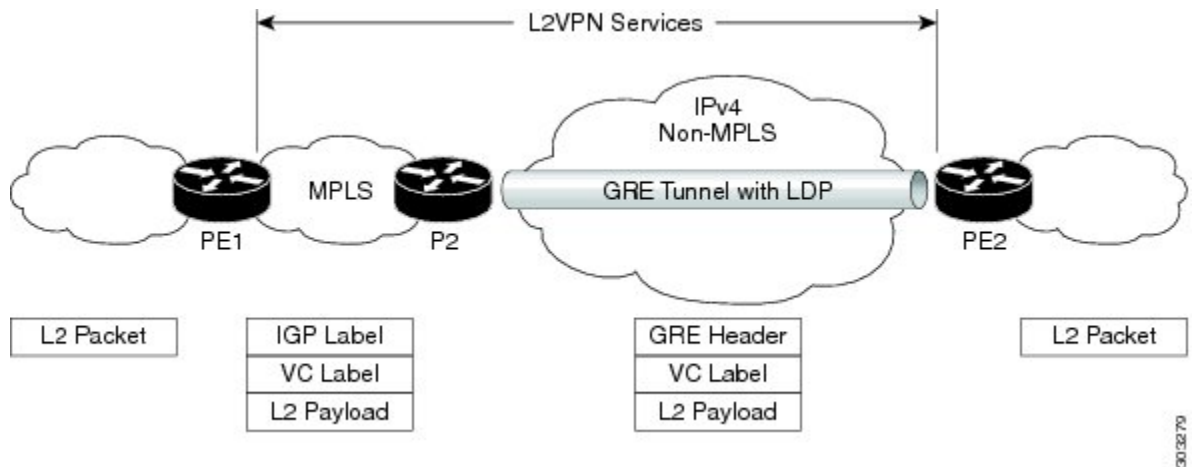 L2VPN Services
IPv4
Non-MPLS
MPLS
GRE Tunnel with LDP
PE1
P2
PE2
L2 Packet
IGP Label
VC Label
L2 Payload
GRE Header
VC Label
L2 Payload
L2 Packet
303279